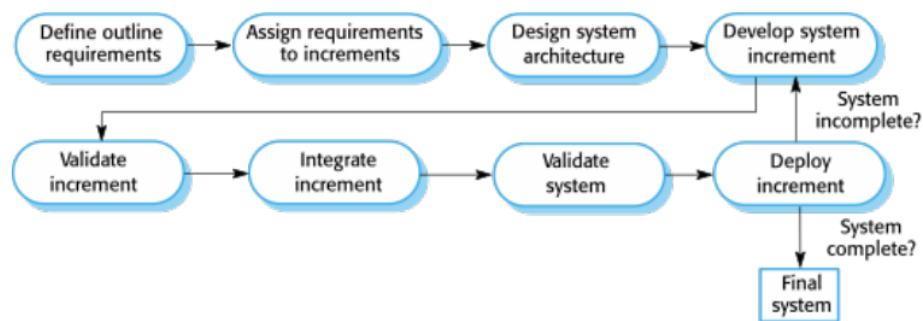 Define outline
requirements
Assign requirements
to increments
Design system
architecture
Develop system
increment
System
incomplete?
Validate
increment
Integrate
increment
Validate
system
Deploy
increment
System
complete?
Final
system